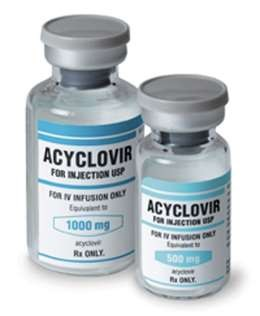 ACYCLOVIR
FOR INJECTION USP
FOR IV INFUSION ONLY
Equivalent to
1000 mg
acyclovir
Rx ONLY.
ACYCLOVIR
FOR INJECTION USP
FOR IV INFUSION ONLY
Equivalent to
500 mg
acyclovir
Rx ONLY.